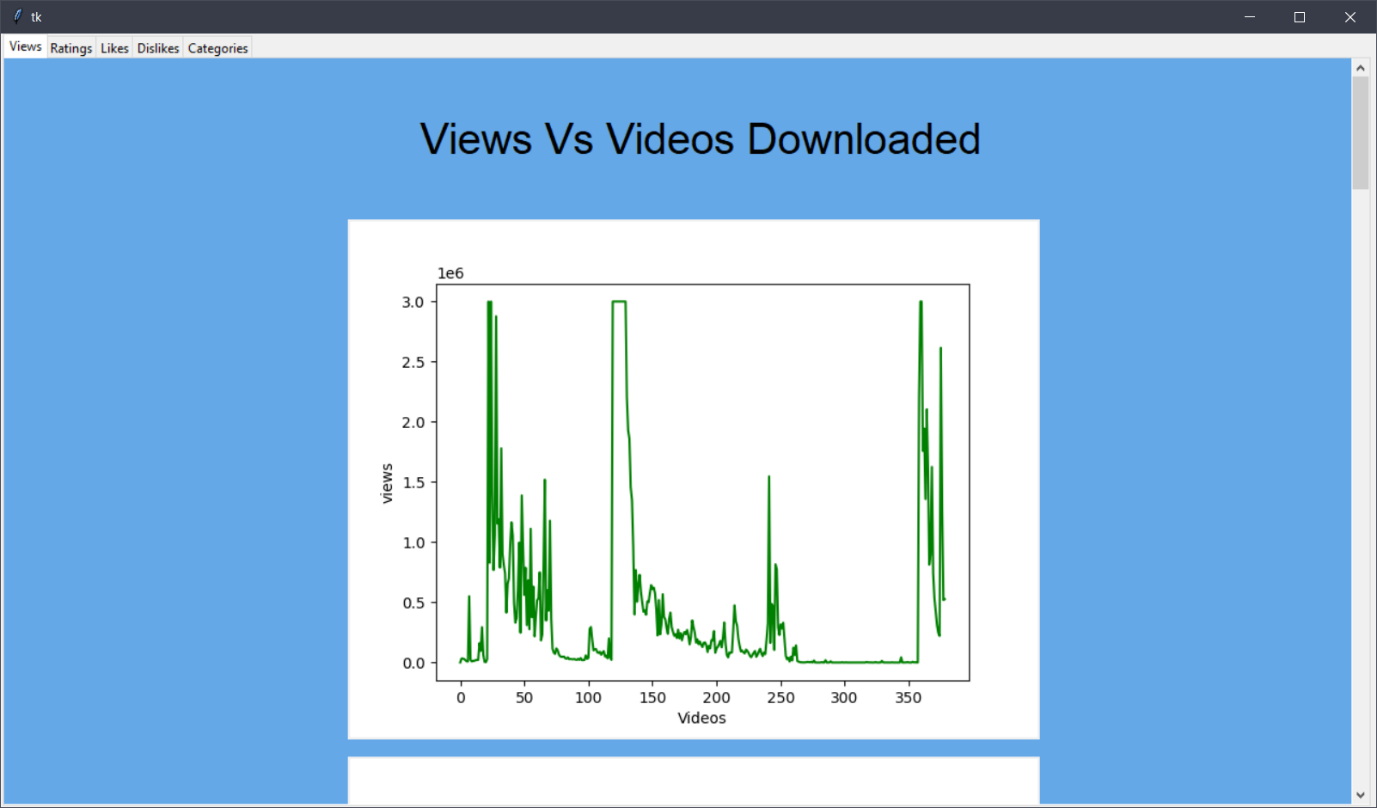 tk
Views Ratings Likes Dislikes Categories
Views Vs Videos Downloaded
1e6
3.0
2.5
2.0
1.5
1.0
0.5
0.0
views
0 50 100 150 200 250 300 350
Videos